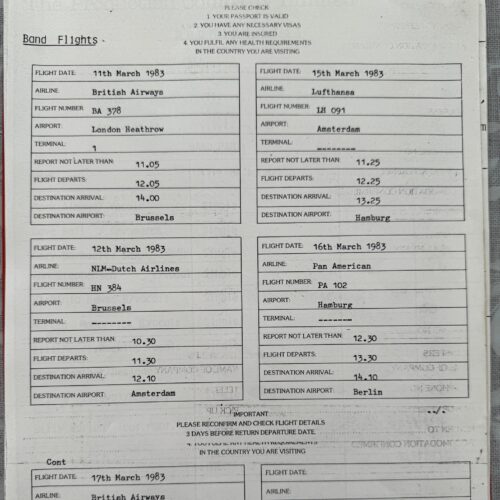 PLEASE CHECK
1. YOUR PASSPORT IS VALID
2. YOU HAVE ANY NECESSARY VISAS
3. YOU ARE INSURED
4. YOU FULFIL ANY HEALTH REQUIREMENTS
IN THE COUNTRY YOU ARE VISITING
Band Flights -
FLIGHT DATE: 11th March 1983
AIRLINE: British Airways
FLIGHT NUMBER: BA 378
AIRPORT: London Heathrow
TERMINAL: 1
REPORT NOT LATER THAN: 11.05
FLIGHT DEPARTS: 12.05
DESTINATION ARRIVAL: 14.00
DESTINATION AIRPORT: Brussels
FLIGHT DATE: 15th March 1983
AIRLINE: Lufthansa
FLIGHT NUMBER: LH 091
AIRPORT: Amsterdam
TERMINAL: --------
REPORT NOT LATER THAN: 11.25
FLIGHT DEPARTS: 12.25
DESTINATION ARRIVAL: 13.25
DESTINATION AIRPORT: Hamburg
FLIGHT DATE: 12th March 1983
AIRLINE: NLM-Dutch Airlines
FLIGHT NUMBER: HN 384
AIRPORT: Brussels
TERMINAL: --------
REPORT NOT LATER THAN: 10.30
FLIGHT DEPARTS: 11.30
DESTINATION ARRIVAL: 12.10
DESTINATION AIRPORT: Amsterdam
FLIGHT DATE: 16th March 1983
AIRLINE: Pan American
FLIGHT NUMBER: PA 102
AIRPORT: Hamburg
TERMINAL: --------
REPORT NOT LATER THAN: 12.30
FLIGHT DEPARTS: 13.30
DESTINATION ARRIVAL: 14.10
DESTINATION AIRPORT: Berlin
IMPORTANT
PLEASE RECONFIRM AND CHECK FLIGHT DETAILS
3 DAYS BEFORE RETURN DEPARTURE DATE.
4. YOU FULFIL ANY HEALTH REQUIREMENTS
IN THE COUNTRY YOU ARE VISITING
Cont
FLIGHT DATE: 17th March 1983
AIRLINE: British Airways
FLIGHT DATE:
AIRLINE: